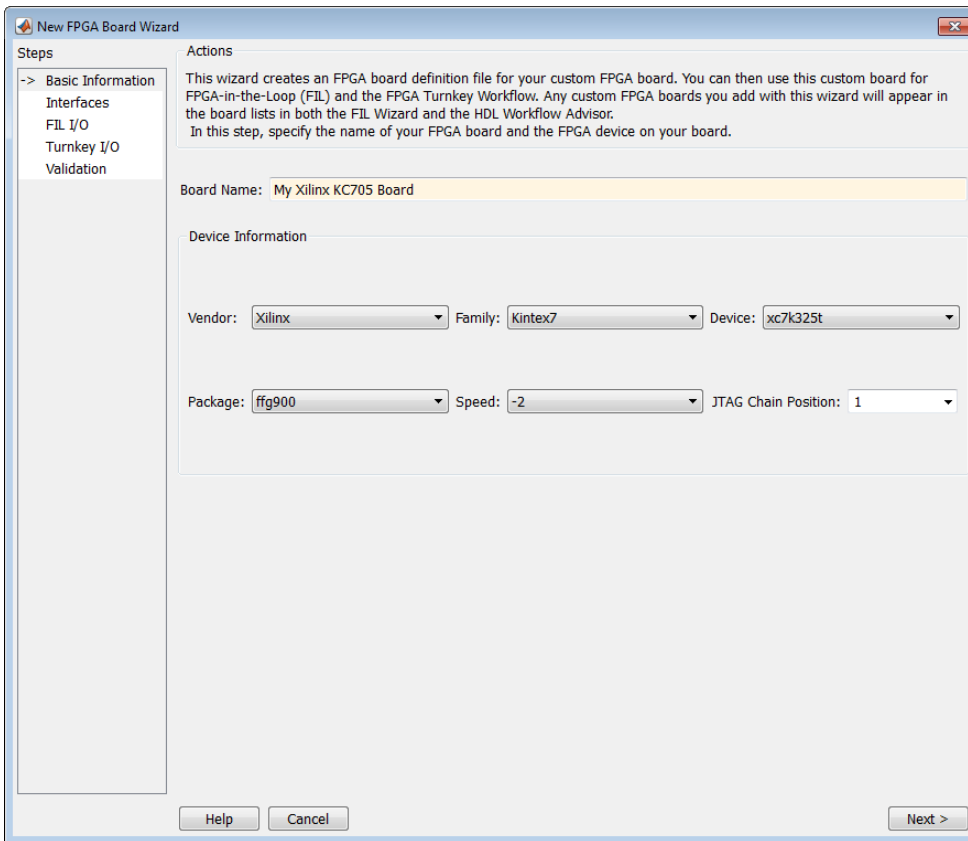 New FPGA Board Wizard
Steps
-> Basic Information
Interfaces
FIL I/O
Turnkey I/O
Validation
Actions
This wizard creates an FPGA board definition file for your custom FPGA board. You can then use this custom board for
FPGA-in-the-Loop (FIL) and the FPGA Turnkey Workflow. Any custom FPGA boards you add with this wizard will appear in
the board lists in both the FIL Wizard and the HDL Workflow Advisor.
In this step, specify the name of your FPGA board and the FPGA device on your board.
Board Name: My Xilinx KC705 Board
Device Information
Vendor: Xilinx Family: Kintex7 Device: xc7k325t
Package: ffg900 Speed: -2 JTAG Chain Position: 1
Help Cancel Next >